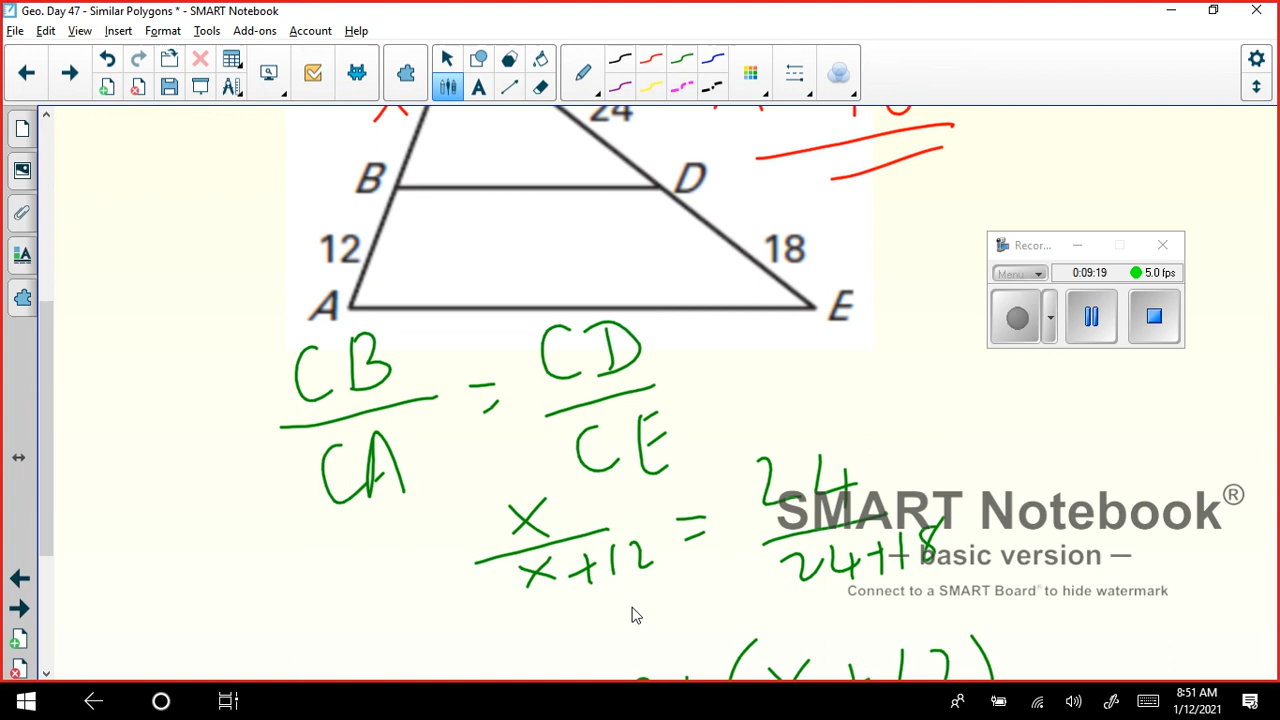 Geo. Day 47 - Similar Polygons * - SMART Notebook
File Edit View Insert Format Tools Add-ons Account Help
24
B D
12 18
A E
Recor...
Menu 0:09:19 5.0 fps
CB = CD
CA CE
x = 24
x+12 24+18
SMART Notebook®
— basic version —
Connect to a SMART Board® to hide watermark
(x+12)
8:51 AM
1/12/2021